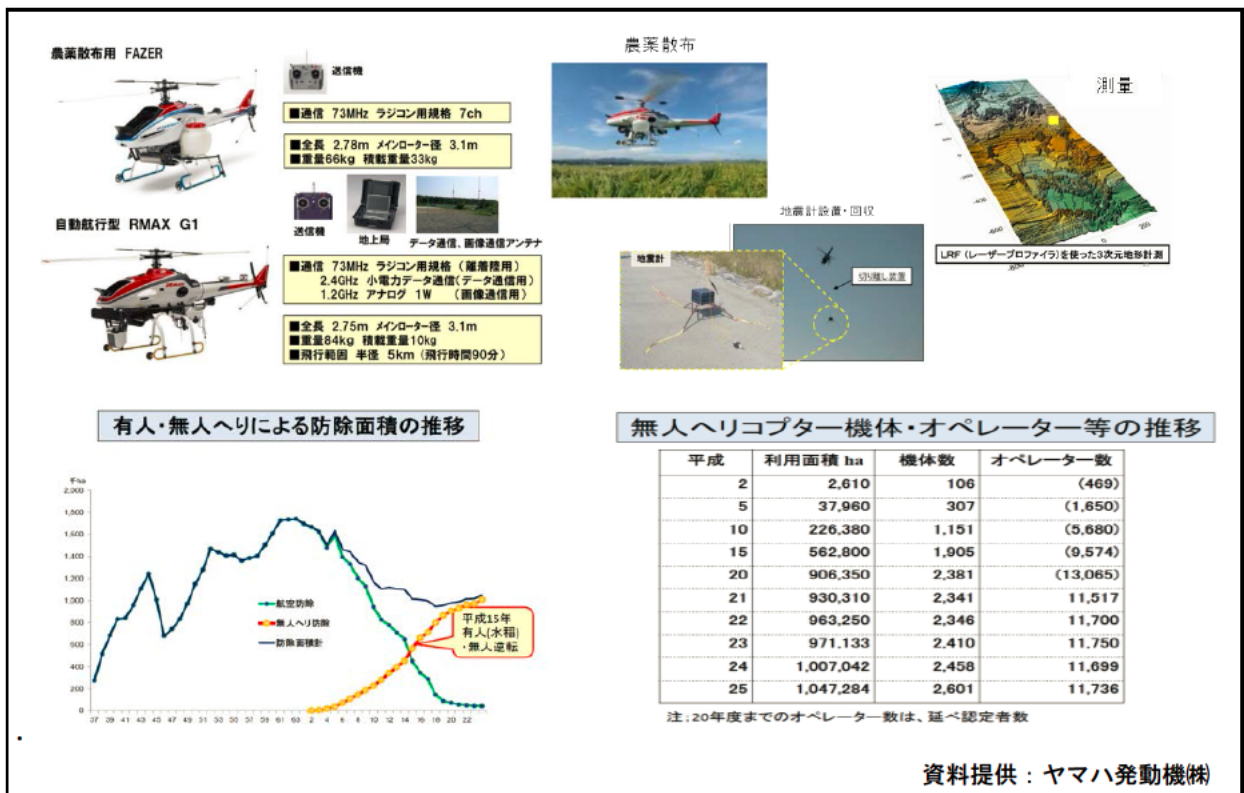 農薬散布用 FAZER
送信機
■通信 73MHz ラジコン用規格 7ch
■全長 2.78m メインローター径 3.1m
■重量66kg 積載重量33kg
自動航行型 RMAX G1
送信機
地上局
データ通信、画像通信アンテナ
■通信 73MHz ラジコン用規格 (離着陸用)
2.4GHz 小電力データ通信(データ通信用)
1.2GHz アナログ 1W (画像通信用)
■全長 2.75m メインローター径 3.1m
■重量84kg 積載重量10kg
■飛行範囲 半径 5km (飛行時間90分)
農薬散布
測量
LRF (レーザープロファイラ)を使った3次元地形計測
地震計設置・回収
地震計
切り離し装置
有人・無人ヘリによる防除面積の推移
千ha
2,000
1,800
1,600
1,400
1,200
1,000
800
600
400
200
0
37 39 41 43 45 47 49 51 53 55 57 59 61 63 2 4 6 8 10 12 14 16 18 20 22
航空防除
無人ヘリ防除
防除面積計
平成15年
有人(水稲)
・無人逆転
無人ヘリコプター機体・オペレーター等の推移
平成 利用面積 ha 機体数 オペレーター数
2 2,610 106 (469)
5 37,960 307 (1,650)
10 226,380 1,151 (5,680)
15 562,800 1,905 (9,574)
20 906,350 2,381 (13,065)
21 930,310 2,341 11,517
22 963,250 2,346 11,700
23 971,133 2,410 11,750
24 1,007,042 2,458 11,699
25 1,047,284 2,601 11,736
注;20年度までのオペレーター数は、延べ認定者数
資料提供：ヤマハ発動機㈱